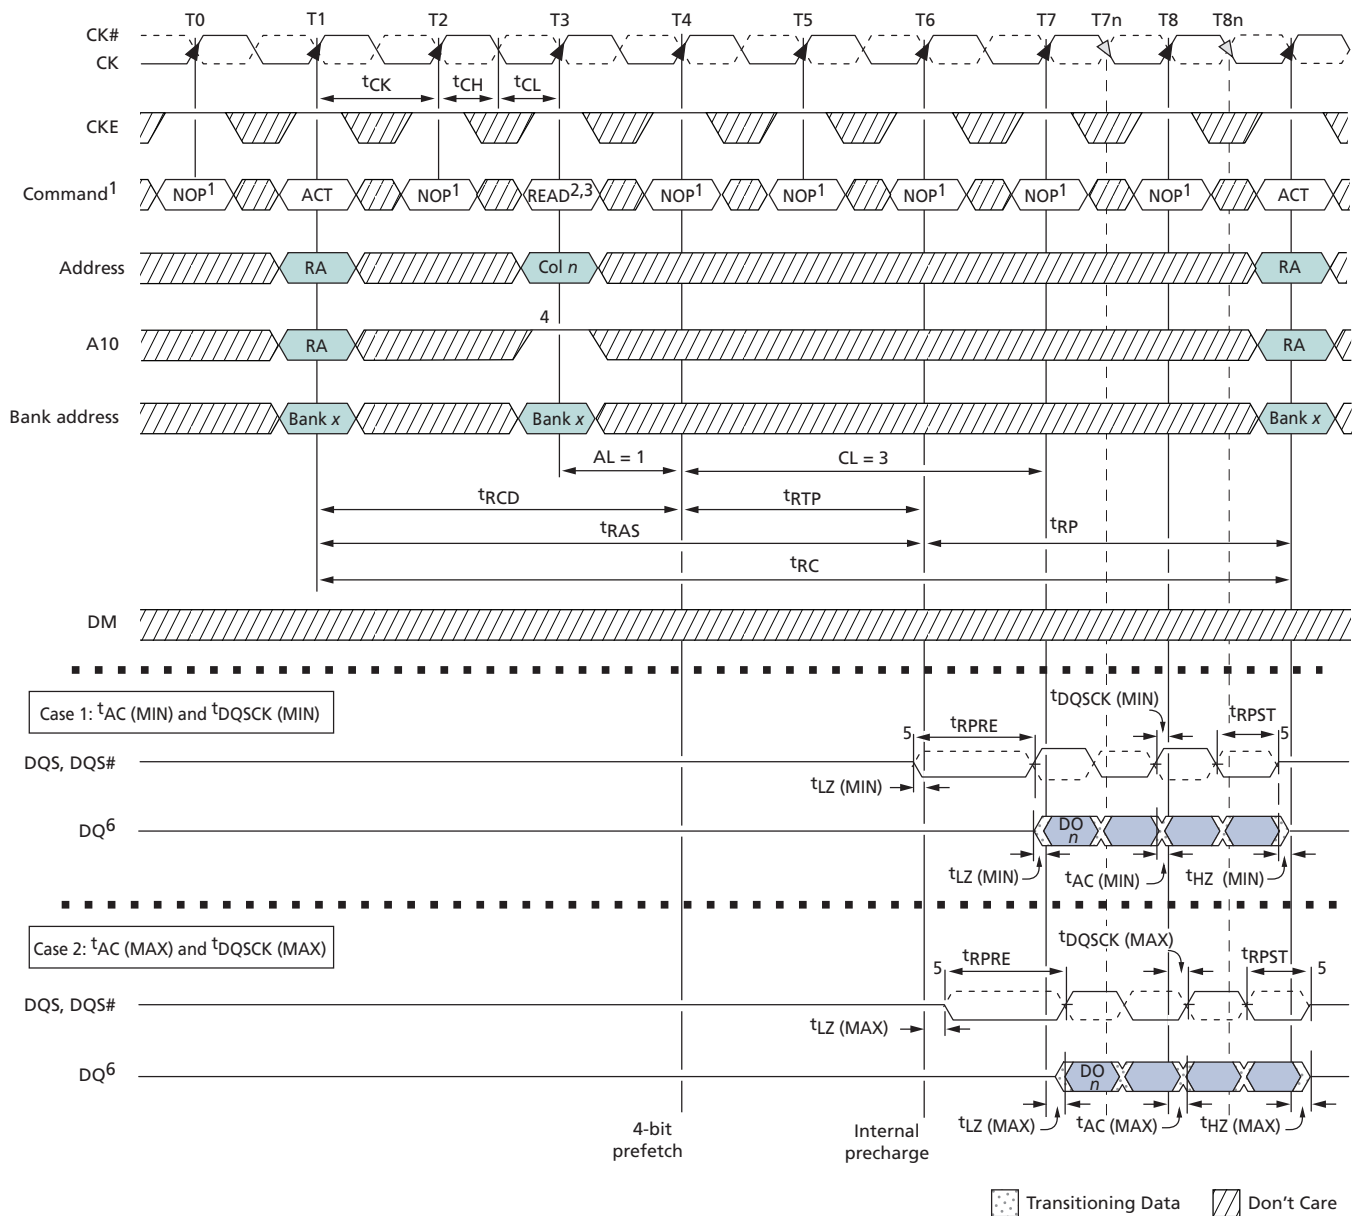 T0 T1 T2 T3 T4 T5 T6 T7 T7n T8 T8n
CK#
CK
tCK tCH tCL
CKE
Command1 NOP1 ACT NOP1 READ2,3 NOP1 NOP1 NOP1 NOP1 NOP1 ACT
Address RA Col n RA
4
A10 RA RA
Bank address Bank x Bank x Bank x
AL = 1 CL = 3
tRCD tRTP
tRAS tRP
tRC
DM
Case 1: tAC (MIN) and tDQSCK (MIN)
tDQSCK (MIN)
5 tRPRE tRPST 5
DQS, DQS#
tLZ (MIN)
DQ6 DO
n
tLZ (MIN) tAC (MIN) tHZ (MIN)
Case 2: tAC (MAX) and tDQSCK (MAX)
tDQSCK (MAX)
5 tRPRE tRPST 5
DQS, DQS#
tLZ (MAX)
DQ6 DO
n
tLZ (MAX) tAC (MAX) tHZ (MAX)
4-bit
prefetch
Internal
precharge
Transitioning Data Don't Care